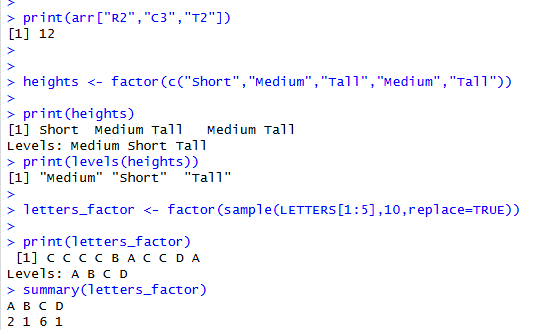 >
> print(arr["R2","C3","T2"])
[1] 12
>
>
> heights <- factor(c("Short","Medium","Tall","Medium","Tall"))
>
> print(heights)
[1] Short  Medium Tall   Medium Tall
Levels: Medium Short Tall
> print(levels(heights))
[1] "Medium" "Short"  "Tall"
>
> letters_factor <- factor(sample(LETTERS[1:5],10,replace=TRUE))
>
> print(letters_factor)
 [1] C C C C B A C C D A
Levels: A B C D
> summary(letters_factor)
A B C D
2 1 6 1